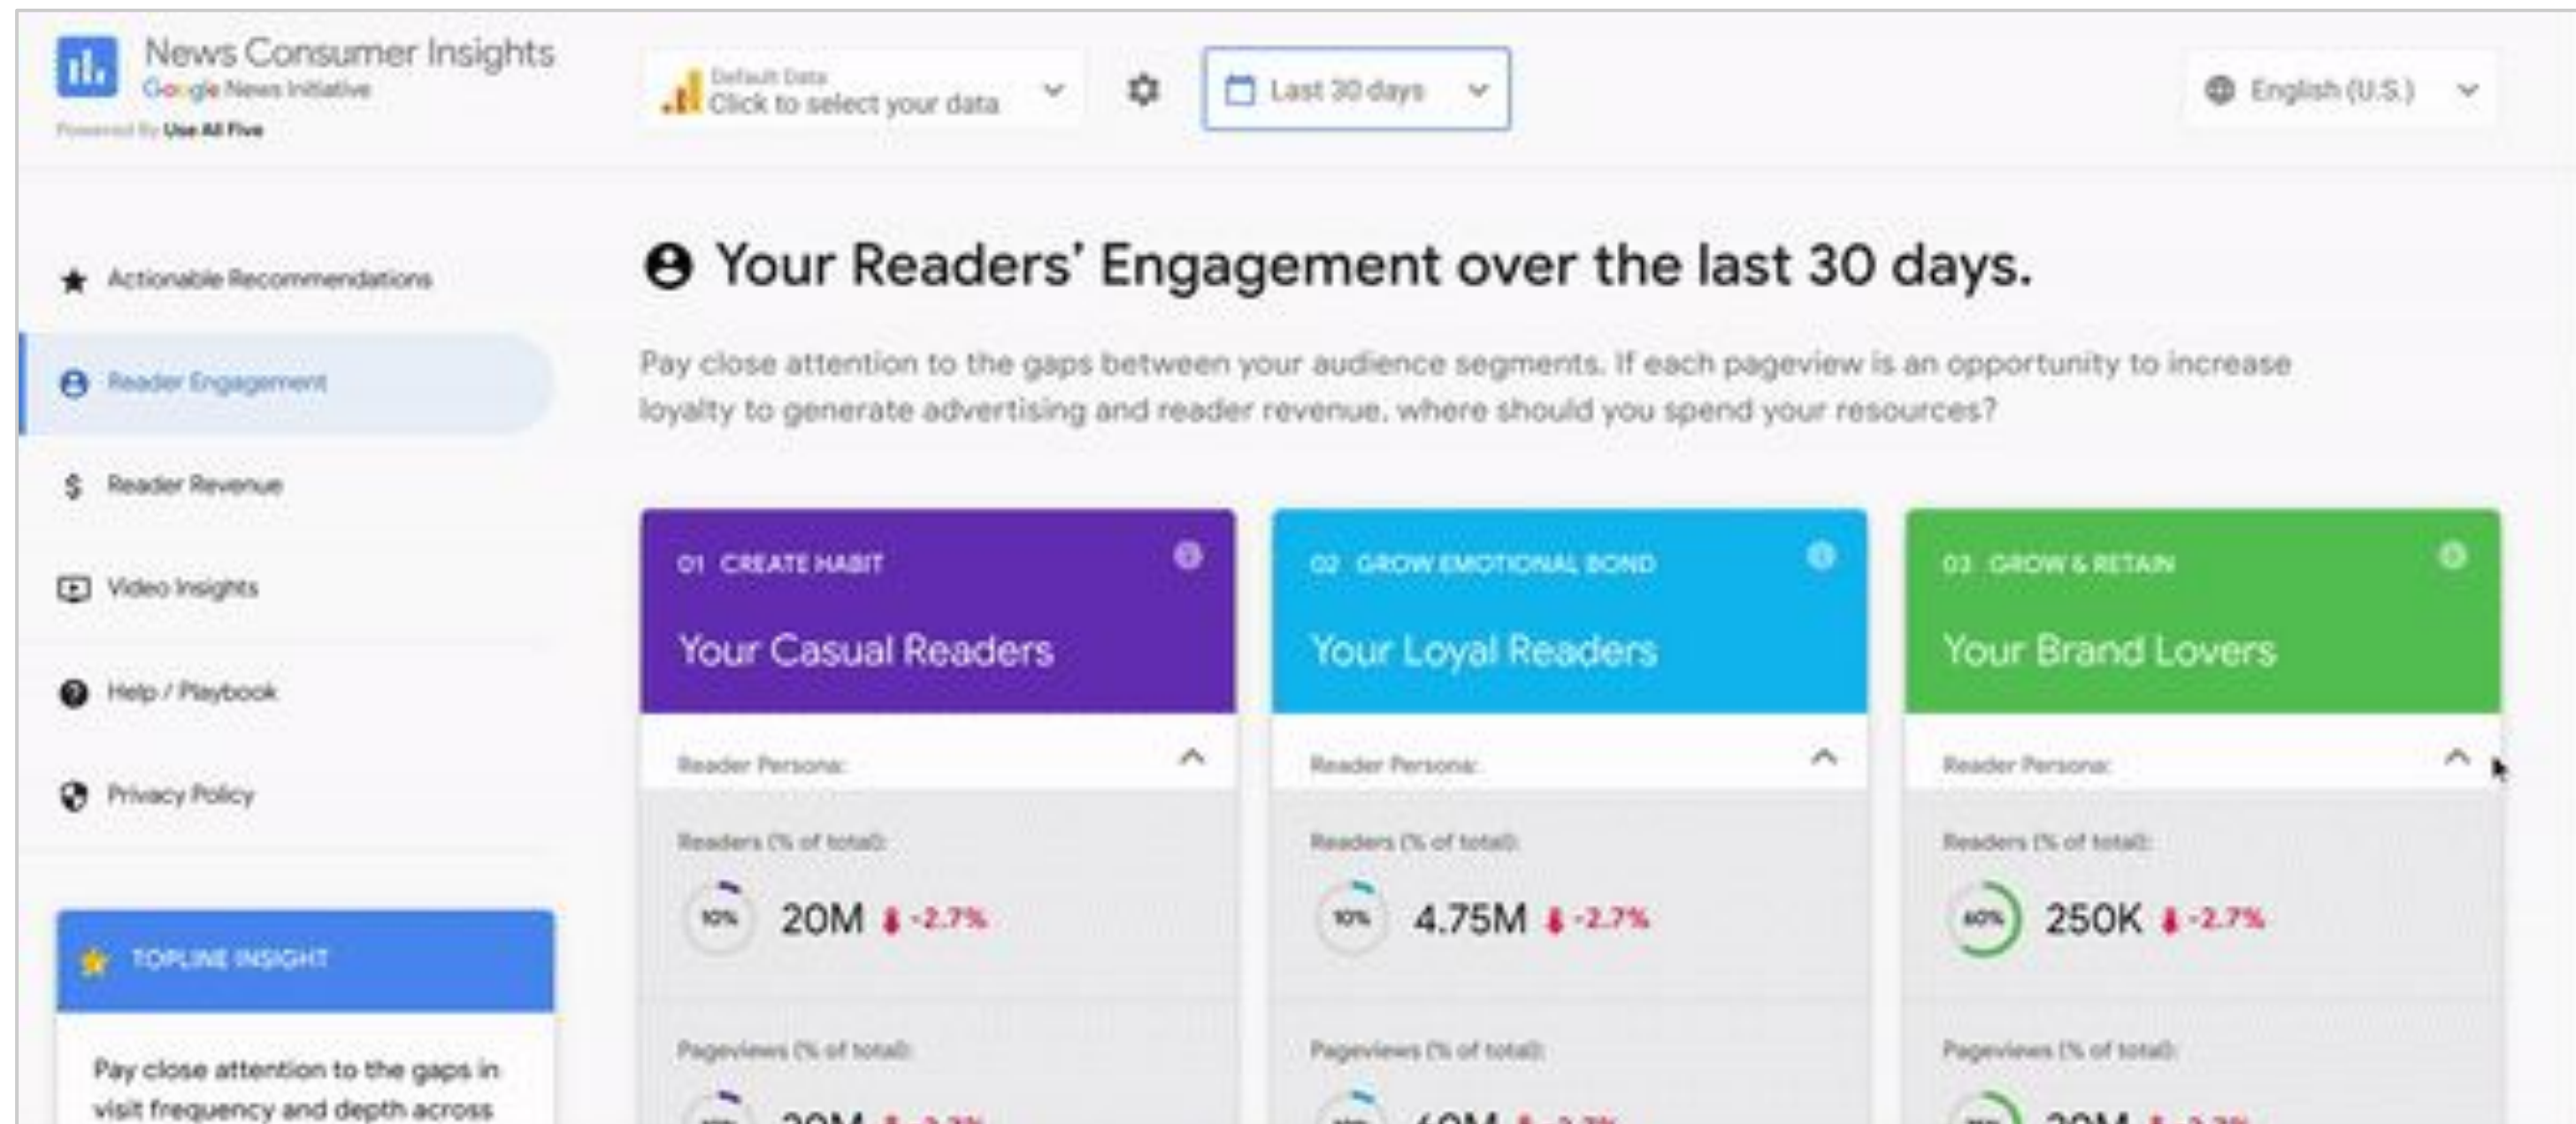 News Consumer Insights
Google News Initiative
Powered By Use All Five
Default Data
Click to select your data
Last 30 days
English (U.S.)
Actionable Recommendations
Reader Engagement
Reader Revenue
Video Insights
Help / Playbook
Privacy Policy
TOPLINE INSIGHT
Pay close attention to the gaps in
visit frequency and depth across
Your Readers’ Engagement over the last 30 days.
Pay close attention to the gaps between your audience segments. If each pageview is an opportunity to increase
loyalty to generate advertising and reader revenue, where should you spend your resources?
01 CREATE HABIT
Your Casual Readers
Reader Persona:
Readers (% of total):
10% 20M -2.7%
Pageviews (% of total):
02 GROW EMOTIONAL BOND
Your Loyal Readers
Reader Persona:
Readers (% of total):
10% 4.75M -2.7%
Pageviews (% of total):
03 GROW & RETAIN
Your Brand Lovers
Reader Persona:
Readers (% of total):
60% 250K -2.7%
Pageviews (% of total):